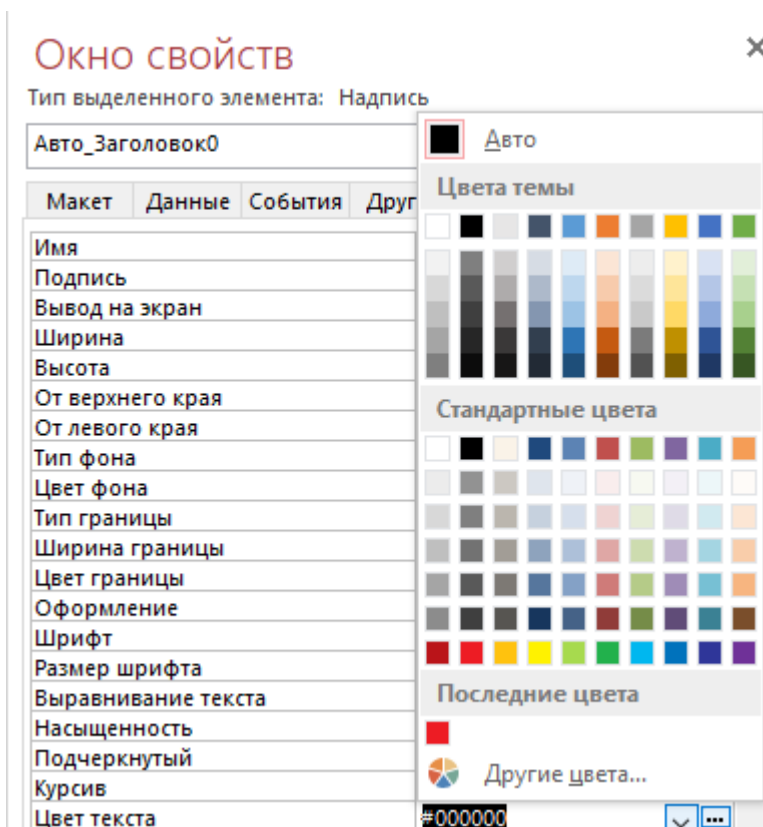 Окно свойств
Тип выделенного элемента: Надпись
Авто_Заголовок0
Макет Данные События Друг
Имя
Подпись
Вывод на экран
Ширина
Высота
От верхнего края
От левого края
Тип фона
Цвет фона
Тип границы
Ширина границы
Цвет границы
Оформление
Шрифт
Размер шрифта
Выравнивание текста
Насыщенность
Подчеркнутый
Курсив
Цвет текста #000000
Авто
Цвета темы
Стандартные цвета
Последние цвета
Другие цвета...